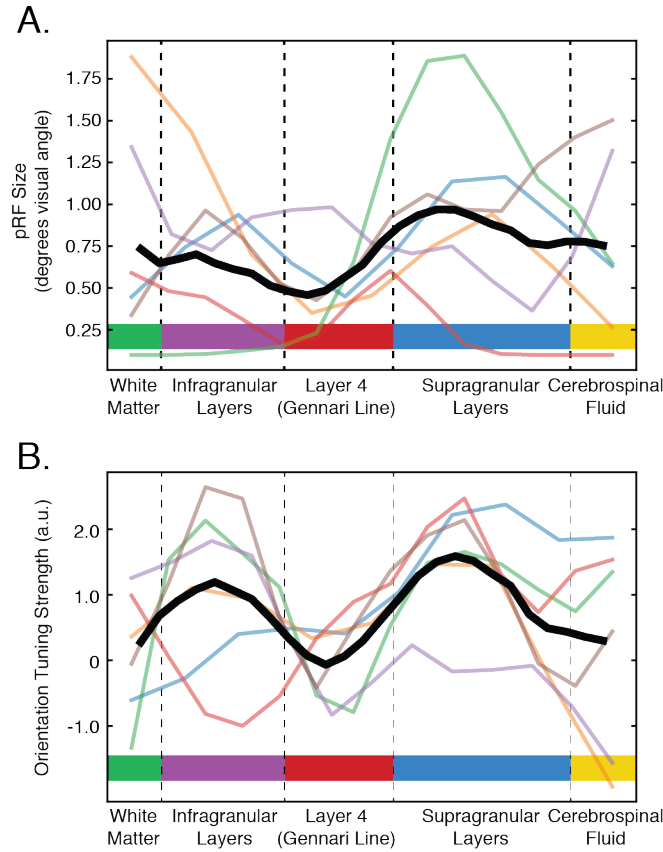 A.
pRF Size
(degrees visual angle)
1.75
1.50
1.25
1.00
0.75
0.50
0.25
White Infragranular Layer 4 Supragranular Cerebrospinal
Matter Layers (Gennari Line) Layers Fluid
B.
Orientation Tuning Strength (a.u.)
2.0
1.0
0
-1.0
White Infragranular Layer 4 Supragranular Cerebrospinal
Matter Layers (Gennari Line) Layers Fluid